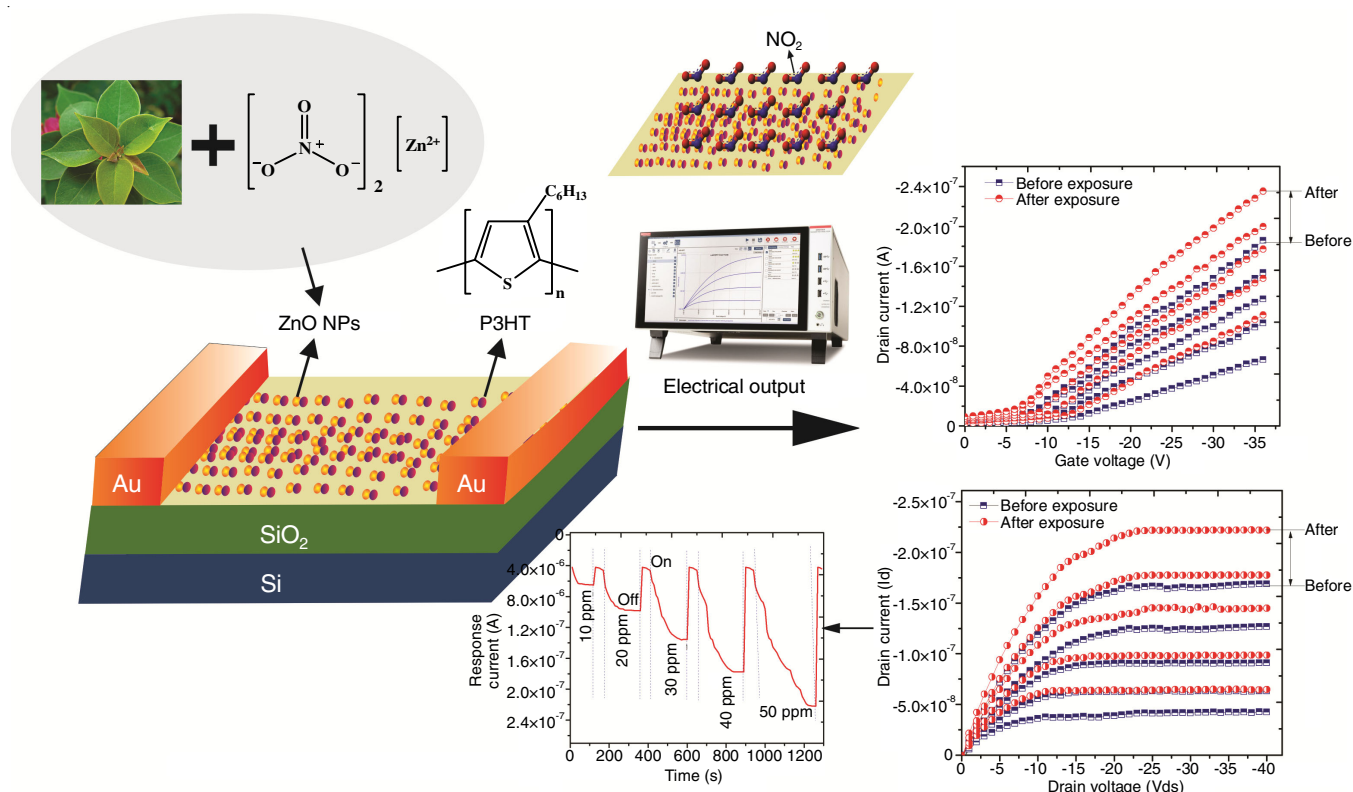 NO₂
O
N⁺
⁻O
O⁻
2
[Zn²⁺]
C₆H₁₃
S
n
ZnO NPs
P3HT
Au
Au
SiO₂
Si
Electrical output
Before exposure
After exposure
After
Before
Drain current (A)
-2.4×10⁻⁷
-2.0×10⁻⁷
-1.6×10⁻⁷
-1.2×10⁻⁷
-8.0×10⁻⁸
-4.0×10⁻⁸
0
0 -5 -10 -15 -20 -25 -30 -35
Gate voltage (V)
Response
current (A)
0
4.0×10⁻⁶
8.0×10⁻⁶
1.2×10⁻⁷
1.6×10⁻⁷
2.0×10⁻⁷
2.4×10⁻⁷
On
Off
10 ppm
20 ppm
30 ppm
40 ppm
50 ppm
0 200 400 600 800 1000 1200
Time (s)
Before exposure
After exposure
After
Before
Drain current (Id)
-2.5×10⁻⁷
-2.0×10⁻⁷
-1.5×10⁻⁷
-1.0×10⁻⁷
-5.0×10⁻⁸
0
0 -5 -10 -15 -20 -25 -30 -35 -40
Drain voltage (Vds)